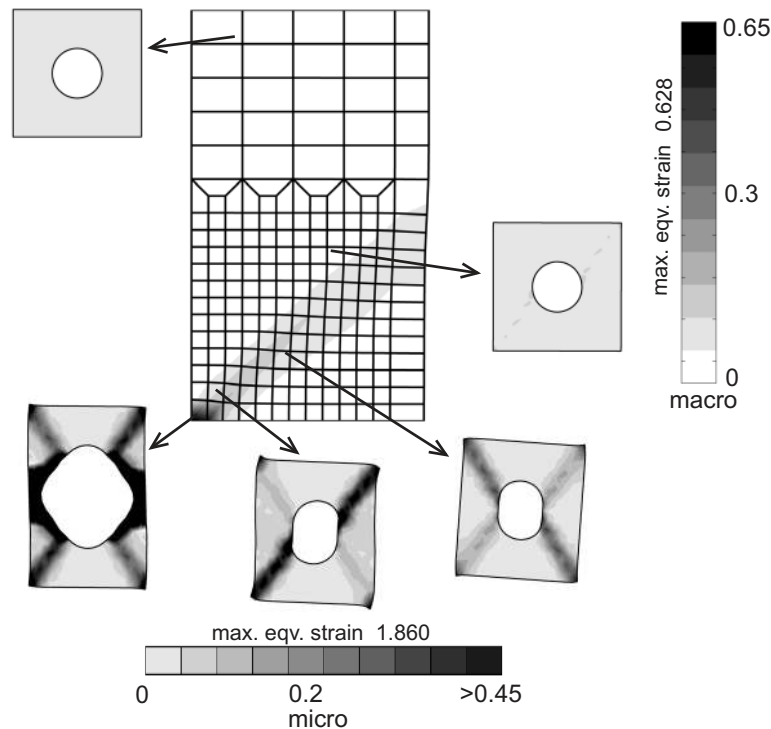 0.65
max. eqv. strain 0.628
0.3
0
macro
max. eqv. strain 1.860
0 0.2 >0.45
micro